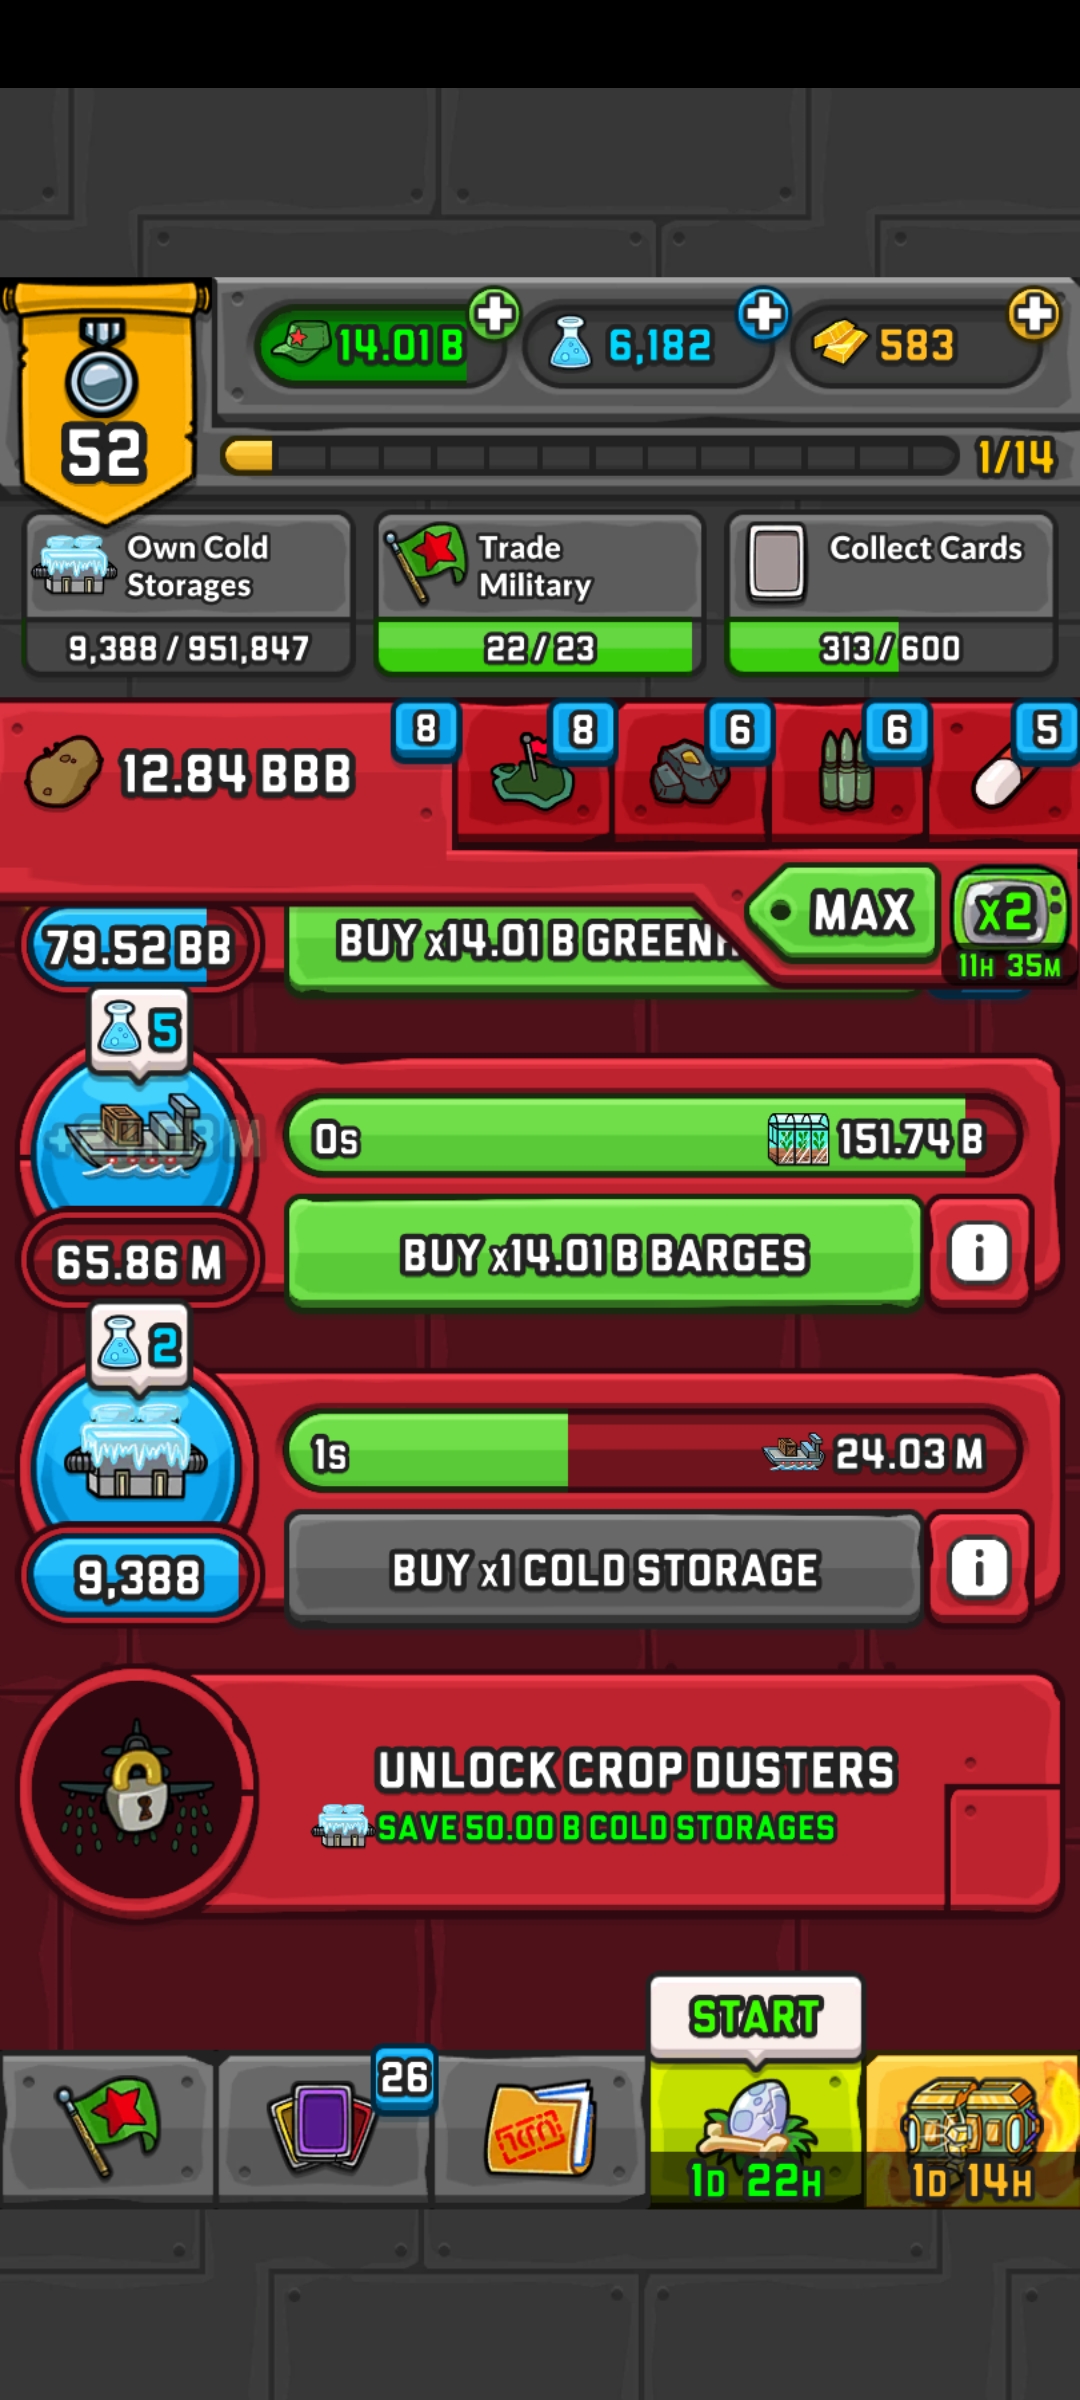 14.01 B
6,182
583
52
1/14
Own Cold
Storages
9,388 / 951,847
Trade
Military
22 / 23
Collect Cards
313 / 600
12.84 BBB
8
8
6
6
5
MAX
x2
11H 35M
79.52 BB
BUY x14.01 B
5
0s
151.74 B
65.86 M
BUY x14.01 B BARGES
i
2
1s
24.03 M
9,388
BUY x1 COLD STORAGE
i
UNLOCK CROP DUSTERS
SAVE 50.00 B COLD STORAGES
START
26
1D 22H
1D 14H